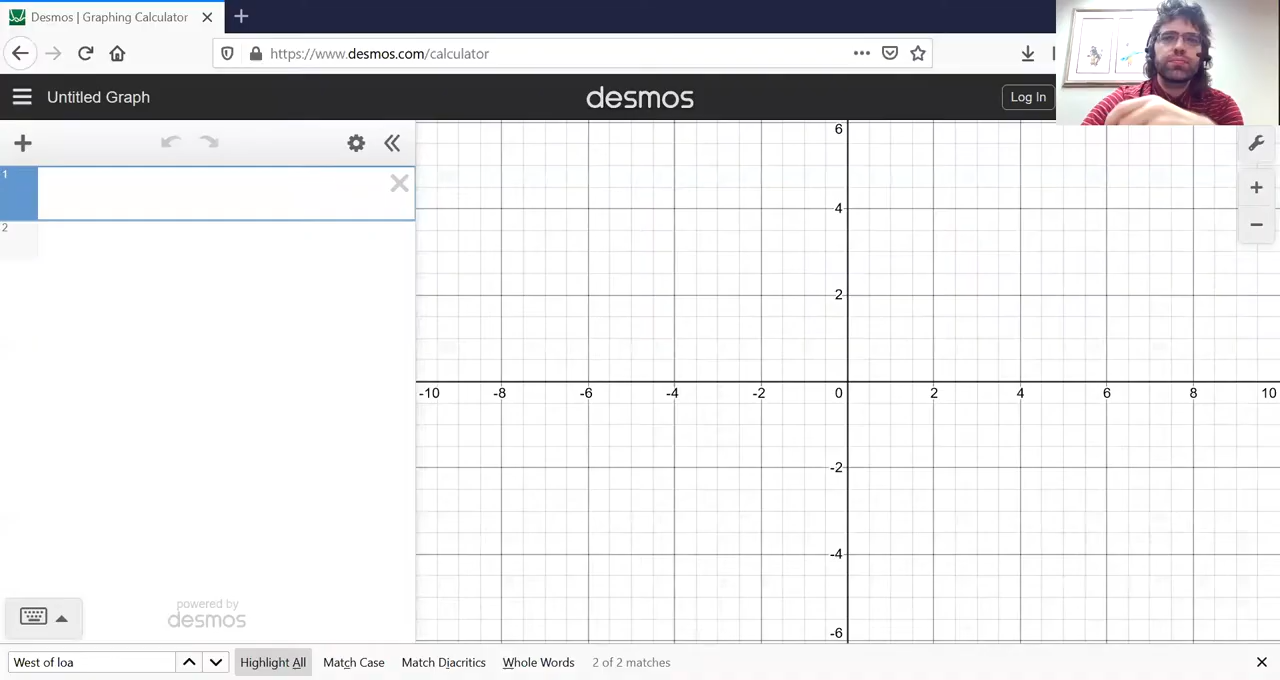 Desmos | Graphing Calculator
https://www.desmos.com/calculator
Untitled Graph
desmos
Log In
1
2
6
4
2
-10 -8 -6 -4 -2 0 2 4 6 8 10
-2
-4
-6
powered by
desmos
West of loa
Highlight All
Match Case
Match Diacritics
Whole Words
2 of 2 matches